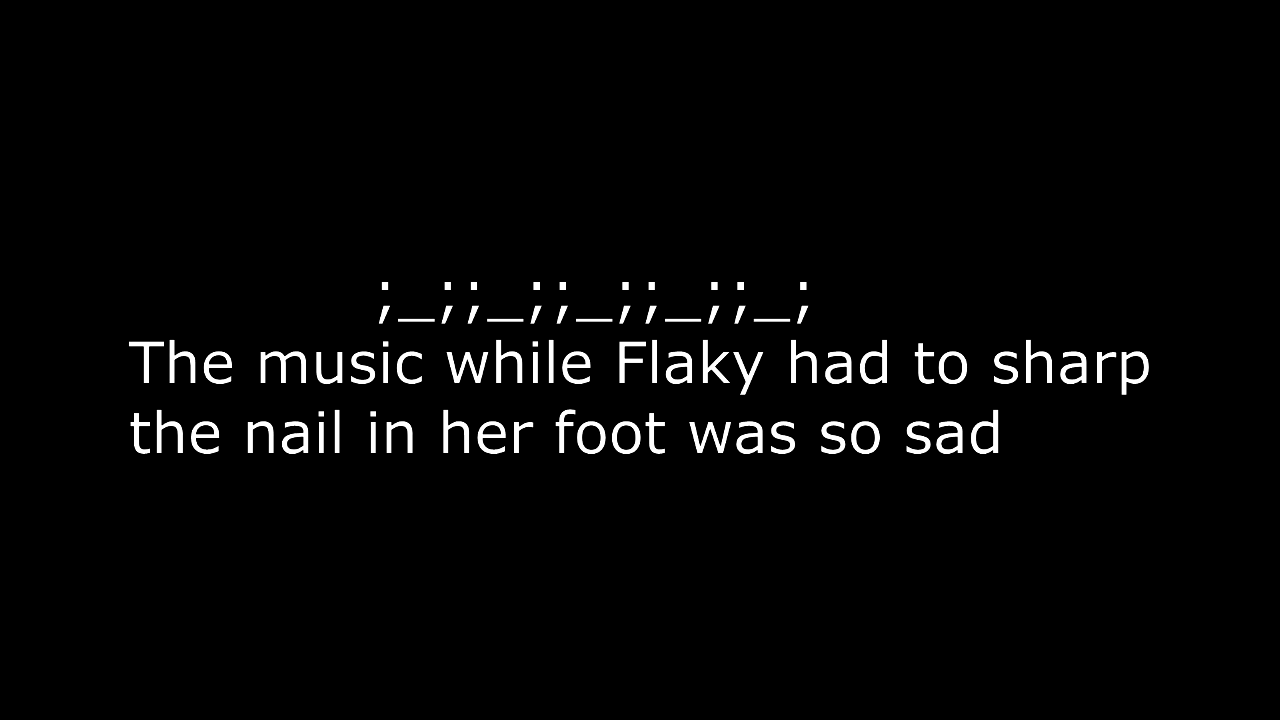 ;_;;_;;_;;_;;_;
The music while Flaky had to sharp
the nail in her foot was so sad